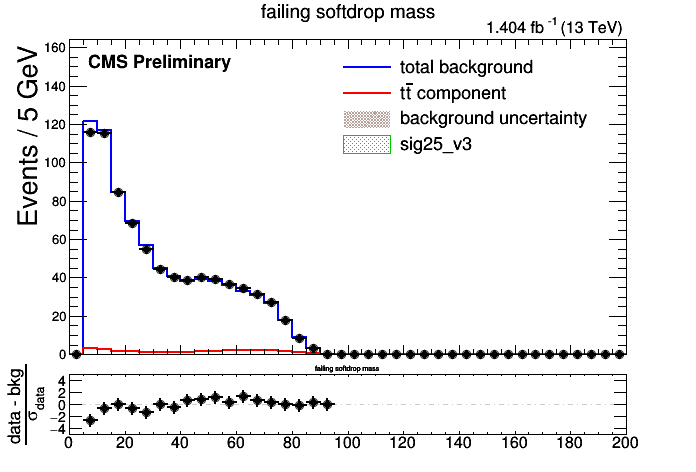 failing softdrop mass
1.404 fb⁻¹ (13 TeV)
CMS Preliminary
total background
tt̄ component
background uncertainty
sig25_v3
Events / 5 GeV
160
140
120
100
80
60
40
20
0
failing softdrop mass
data - bkg
σ data
4
2
0
−2
−4
0 20 40 60 80 100 120 140 160 180 200